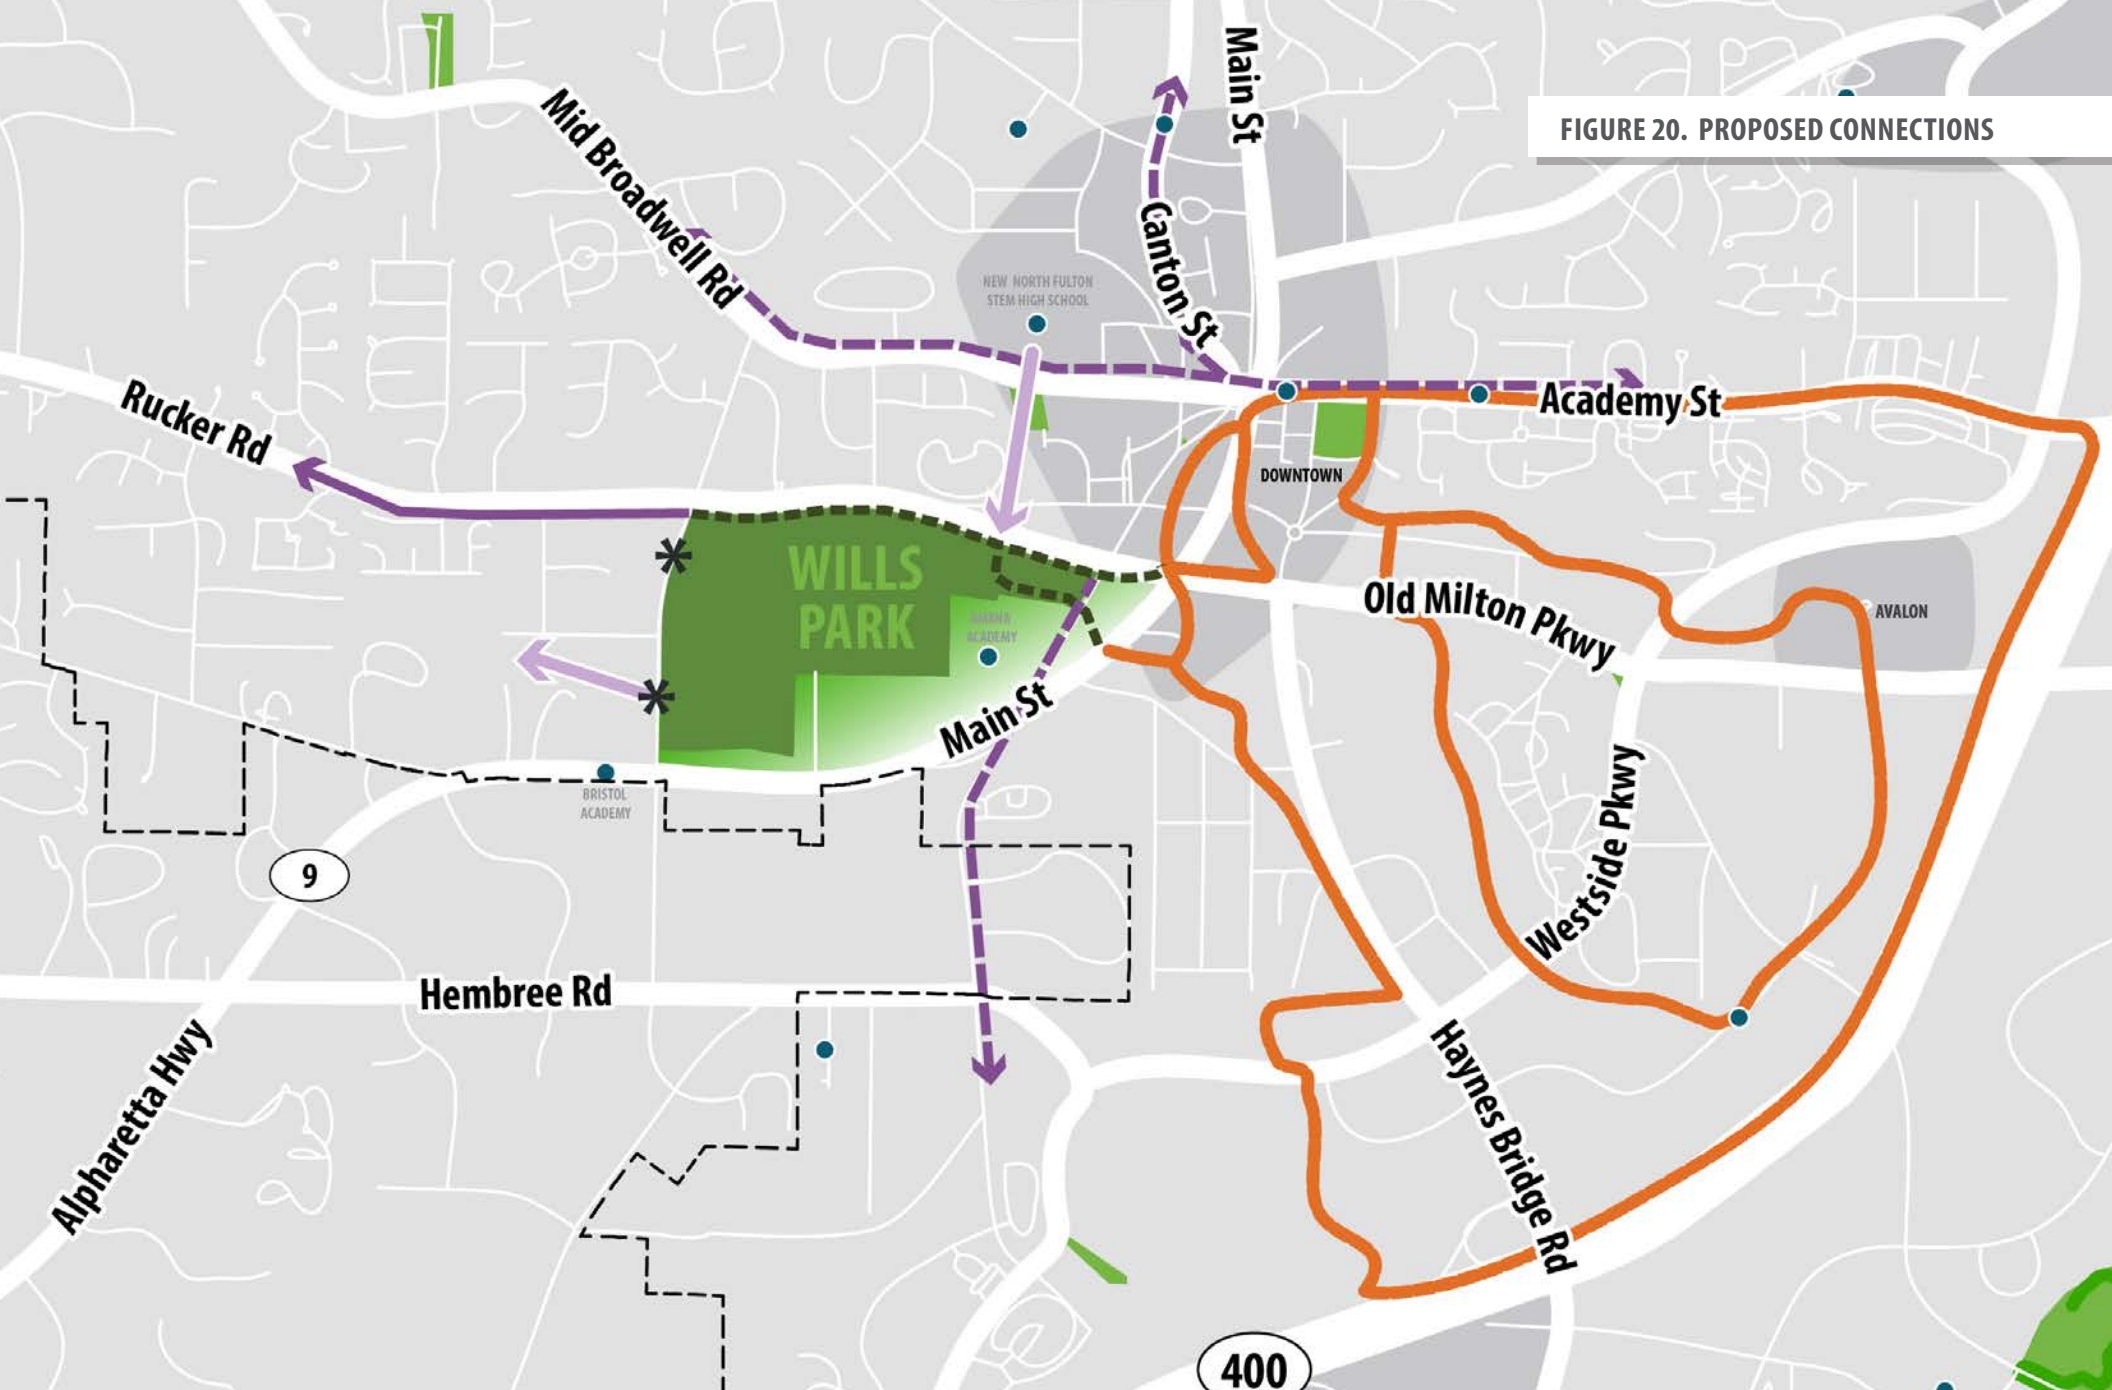 Main St
FIGURE 20. PROPOSED CONNECTIONS
Mid Broadwell Rd
Canton St
NEW NORTH FULTON
STEM HIGH SCHOOL
Rucker Rd
Academy St
DOWNTOWN
WILLS
PARK
Old Milton Pkwy
AVALON
AMANA
ACADEMY
Main St
BRISTOL
ACADEMY
Westside Pkwy
9
Hembree Rd
Alpharetta Hwy
Haynes Bridge Rd
400